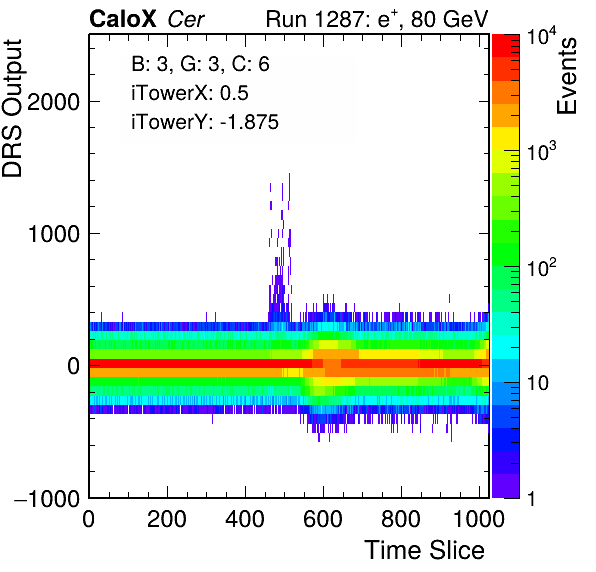 CaloX Cer
Run 1287: e⁺, 80 GeV
B: 3, G: 3, C: 6
iTowerX: 0.5
iTowerY: -1.875
DRS Output
2000
1000
0
−1000
0 200 400 600 800 1000
Time Slice
Events
10⁴
10³
10²
10
1